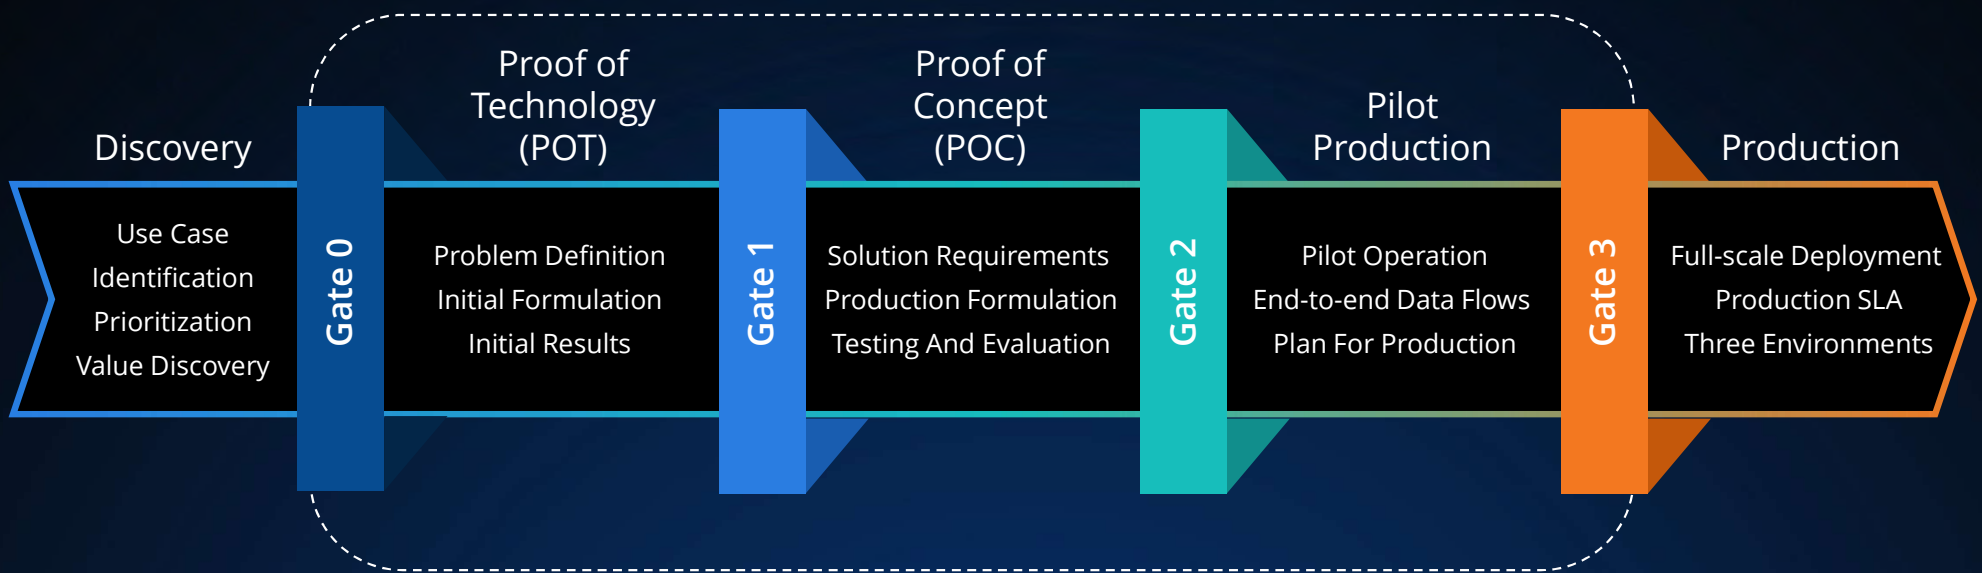 Discovery
Use Case
Identification
Prioritization
Value Discovery
Gate 0
Proof of
Technology
(POT)
Problem Definition
Initial Formulation
Initial Results
Gate 1
Proof of
Concept
(POC)
Solution Requirements
Production Formulation
Testing And Evaluation
Gate 2
Pilot
Production
Pilot Operation
End-to-end Data Flows
Plan For Production
Gate 3
Production
Full-scale Deployment
Production SLA
Three Environments